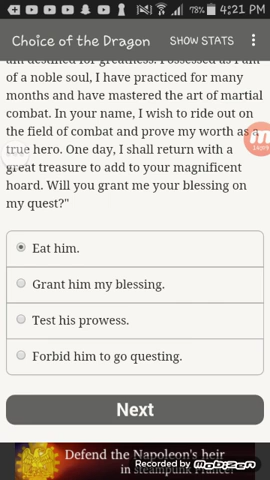 78% 4:21 PM
Choice of the Dragon SHOW STATS
am destined for greatness. Possessed as I am
of a noble soul, I have practiced for many
months and have mastered the art of martial
combat. In your name, I wish to ride out on
the field of combat and prove my worth as a
true hero. One day, I shall return with a
great treasure to add to your magnificent
hoard. Will you grant me your blessing on
my quest?"
Eat him.
Grant him my blessing.
Test his prowess.
Forbid him to go questing.
Next
Defend the Napoleon's heir
in steampunk France!
Recorded by Mobizen